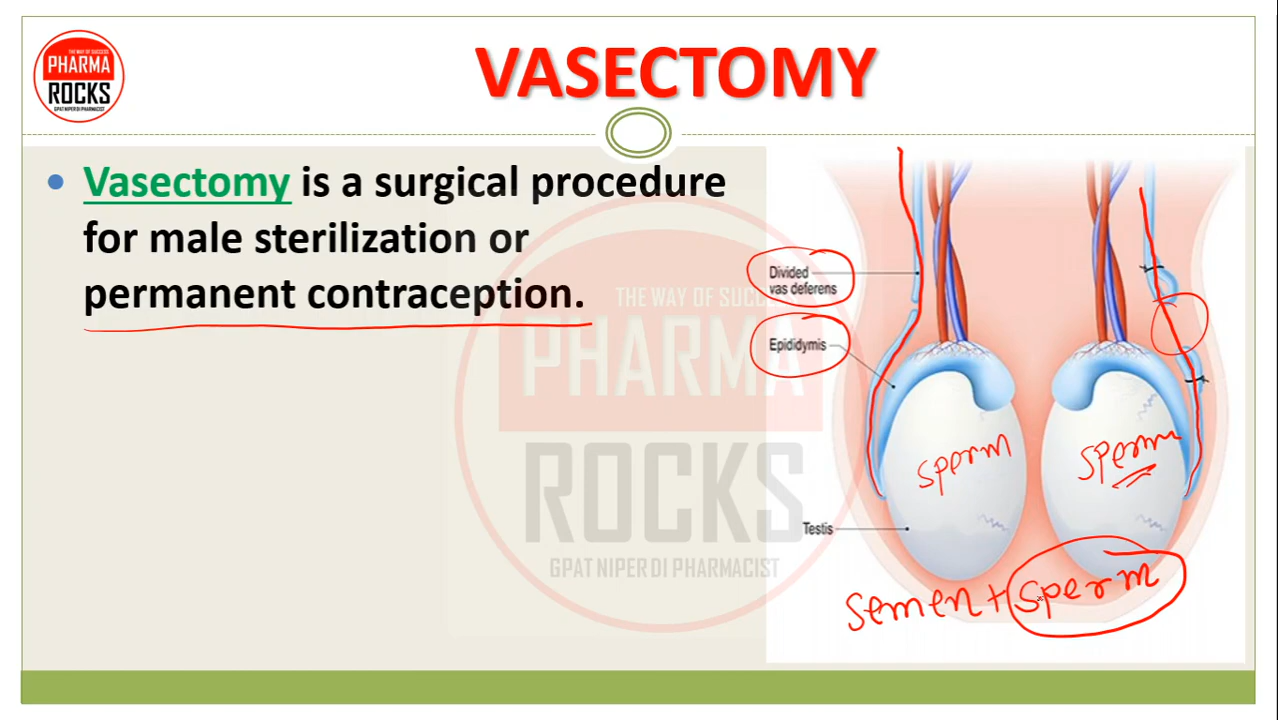 THE WAY OF SUCCESS
PHARMA
ROCKS
GPAT NIPER DI PHARMACIST
VASECTOMY
• Vasectomy is a surgical procedure
for male sterilization or
permanent contraception.
THE WAY OF SUCCESS
PHARMA
ROCKS
GPAT NIPER DI PHARMACIST
Divided
vas deferens
Epididymis
sperm
sperm
Testis
semen + sperm